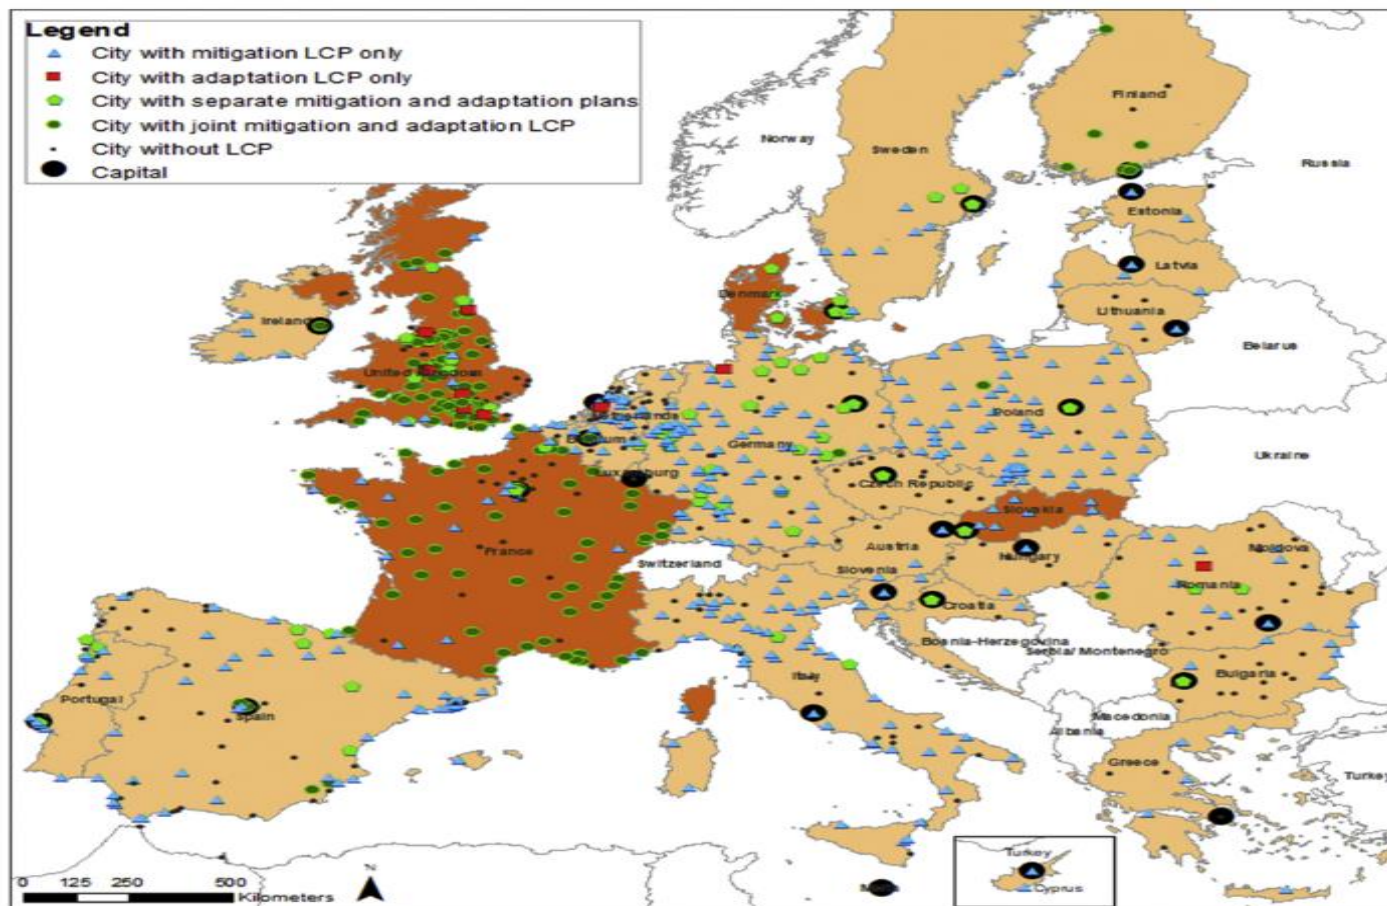 Legend
City with mitigation LCP only
City with adaptation LCP only
City with separate mitigation and adaptation plans
City with joint mitigation and adaptation LCP
City without LCP
Capital
Finland
Norway
Sweden
Russia
Estonia
Latvia
Denmark
Lithuania
Ireland
Belarus
United Kingdom
Netherlands
Poland
Belgium
Germany
Ukraine
Luxemburg
Czech Republic
Slovakia
France
Austria
Hungary
Moldova
Switzerland
Slovenia
Romania
Croatia
Bosnia-Herzegovina
Serbia/ Montenegro
Italy
Bulgaria
Portugal
Spain
Macedonia
Albania
Greece
Turkey
Turkey
Cyprus
Malta
N
0 125 250 500
Kilometers